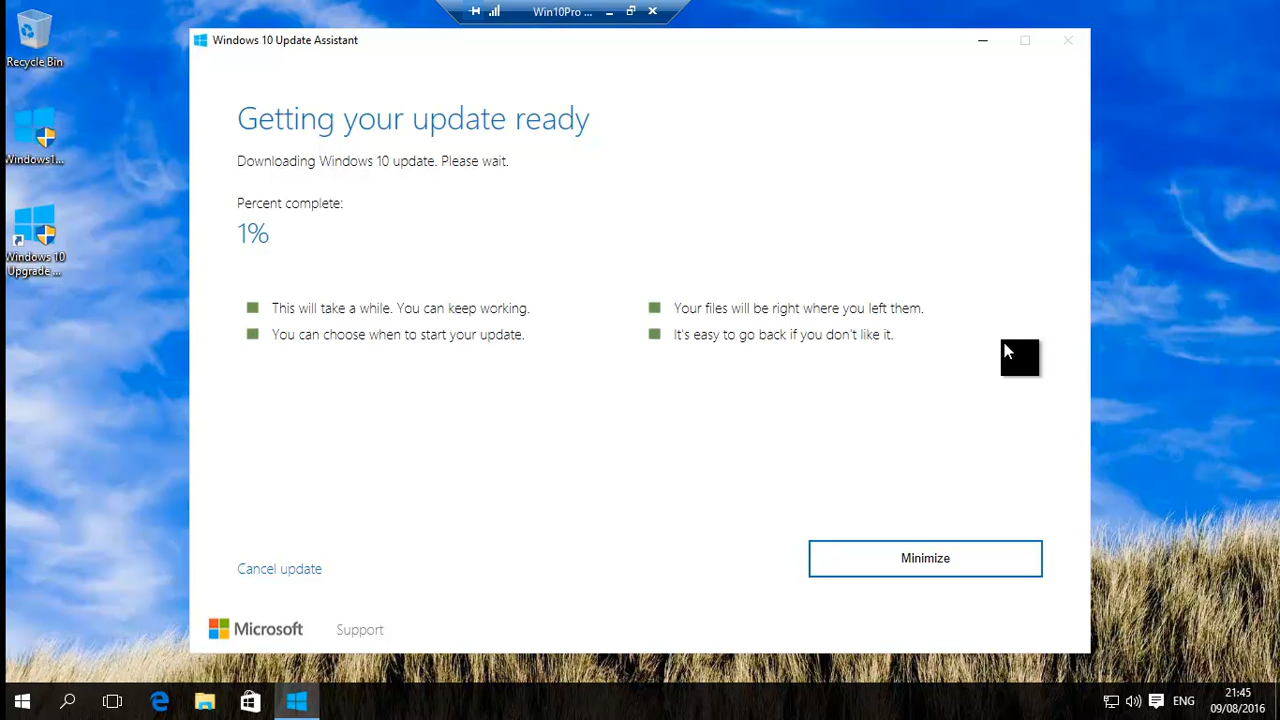 Win10Pro ...
Recycle Bin
Windows1...
Windows 10
Upgrade ...
Windows 10 Update Assistant
Getting your update ready
Downloading Windows 10 update. Please wait.
Percent complete:
1%
This will take a while. You can keep working.
You can choose when to start your update.
Your files will be right where you left them.
It's easy to go back if you don't like it.
Cancel update
Minimize
Microsoft
Support
ENG
21:45
09/08/2016